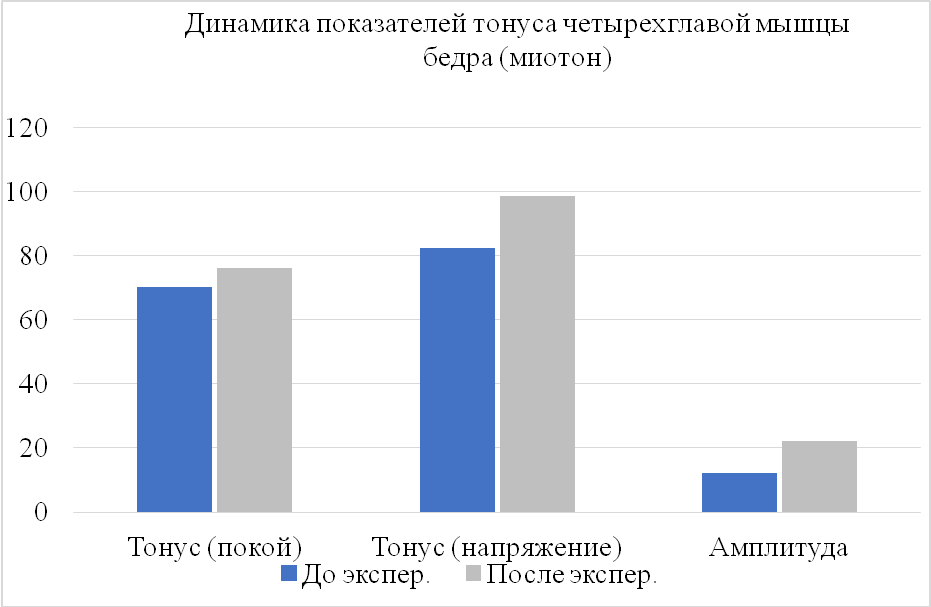 Динамика показателей тонуса четырехглавой мышцы
бедра (миотон)
120
100
80
60
40
20
0
Тонус (покой) Тонус (напряжение) Амплитуда
До экспер. После экспер.